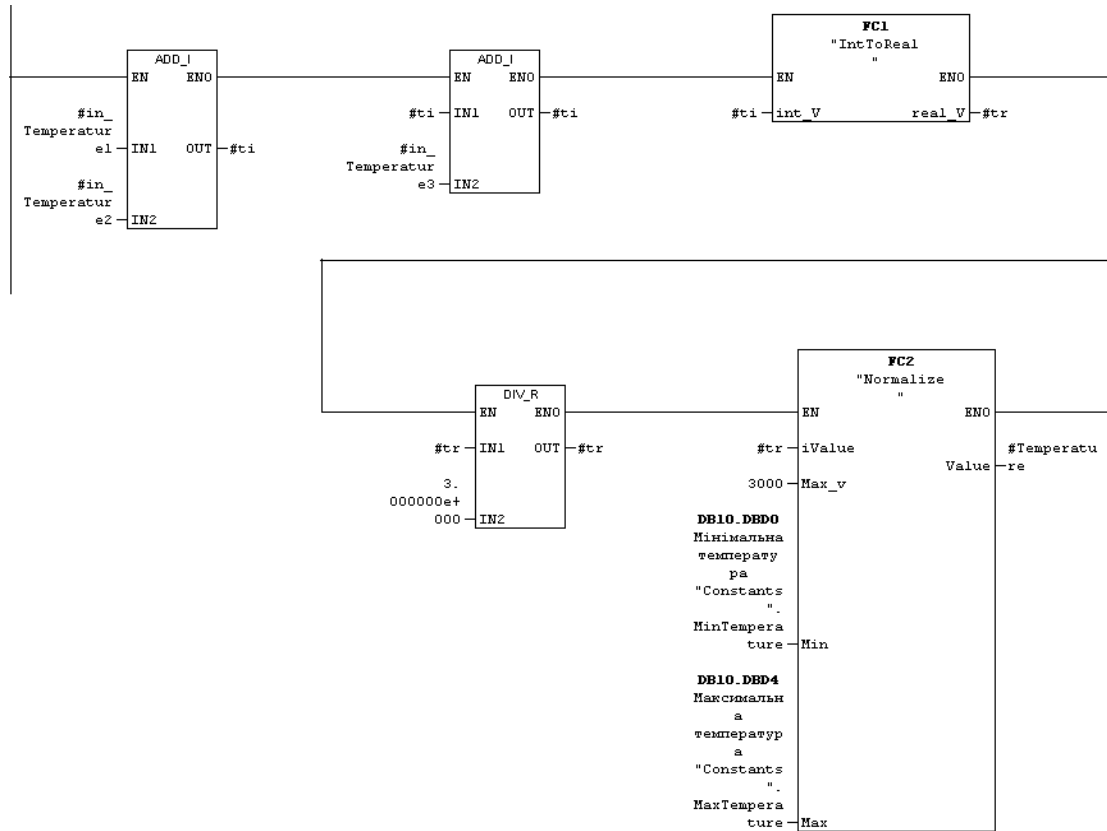 ADD_I
EN ENO
#in_
Temperatur
e1 IN1 OUT #ti
#in_
Temperatur
e2 IN2
ADD_I
EN ENO
#ti IN1 OUT #ti
#in_
Temperatur
e3 IN2
FC1
"IntToReal
"
EN ENO
#ti int_V real_V #tr
DIV_R
EN ENO
#tr IN1 OUT #tr
3.
000000e+
000 IN2
FC2
"Normalize
"
EN ENO
#tr iValue #Temperatu
Value re
3000 Max_v
DB10.DBD0
Мінімальна
температу
ра
"Constants
".
MinTempera
ture Min
DB10.DBD4
Максимальн
а
температур
а
"Constants
".
MaxTempera
ture Max